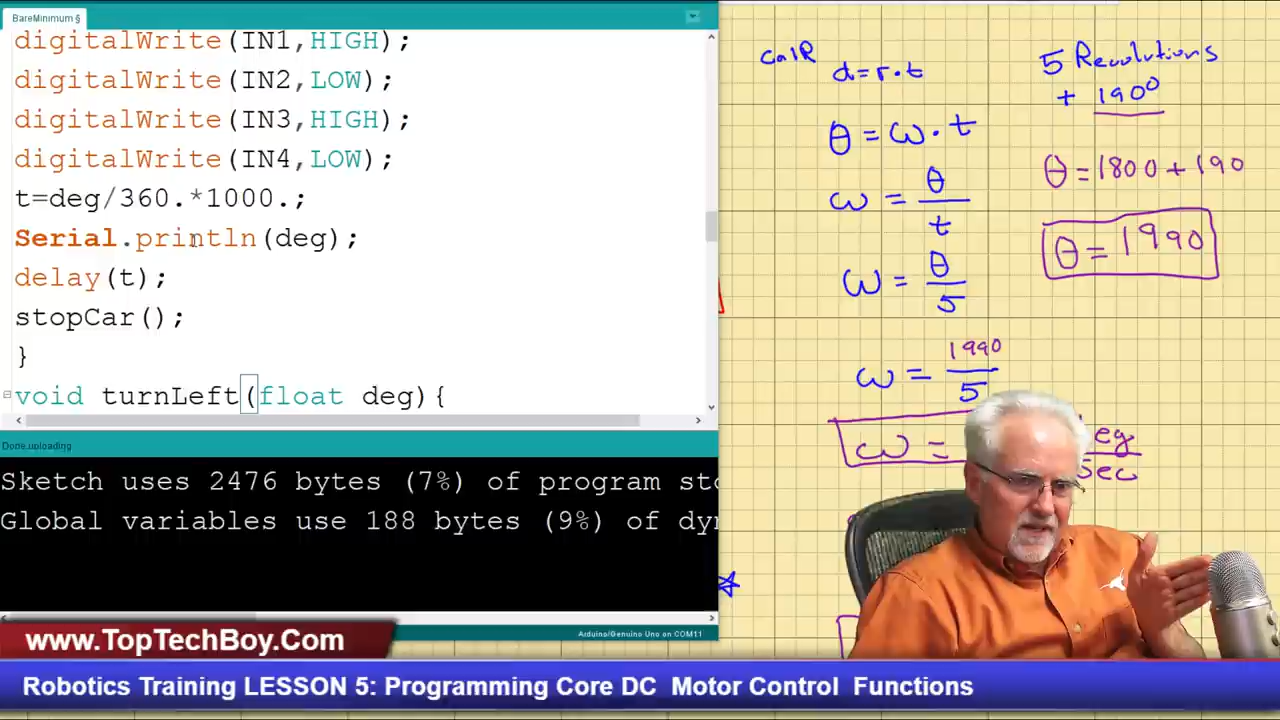 BareMinimum §
digitalWrite(IN1,HIGH);
digitalWrite(IN2,LOW);
digitalWrite(IN3,HIGH);
digitalWrite(IN4,LOW);
t=deg/360.*1000.;
Serial.println(deg);
delay(t);
stopCar();
}
void turnLeft(float deg){
Done uploading
Sketch uses 2476 bytes (7%) of program sto
Global variables use 188 bytes (9%) of dyn
Arduino/Genuino Uno on COM11
calR
d=r·t
θ = ω·t
ω = θ/t
ω = θ/5
ω = 1990/5
ω =
deg/sec
5 Revolutions
+ 190⁰
θ = 1800 + 190
θ = 1990
www.TopTechBoy.Com
Robotics Training LESSON 5: Programming Core DC Motor Control Functions